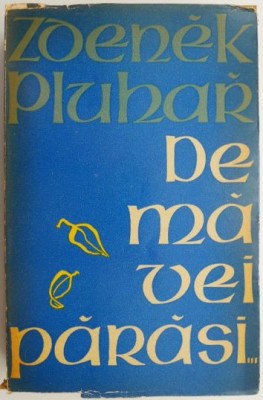 Zdeněk
Pluhař
De
mă
vei
părăsi...